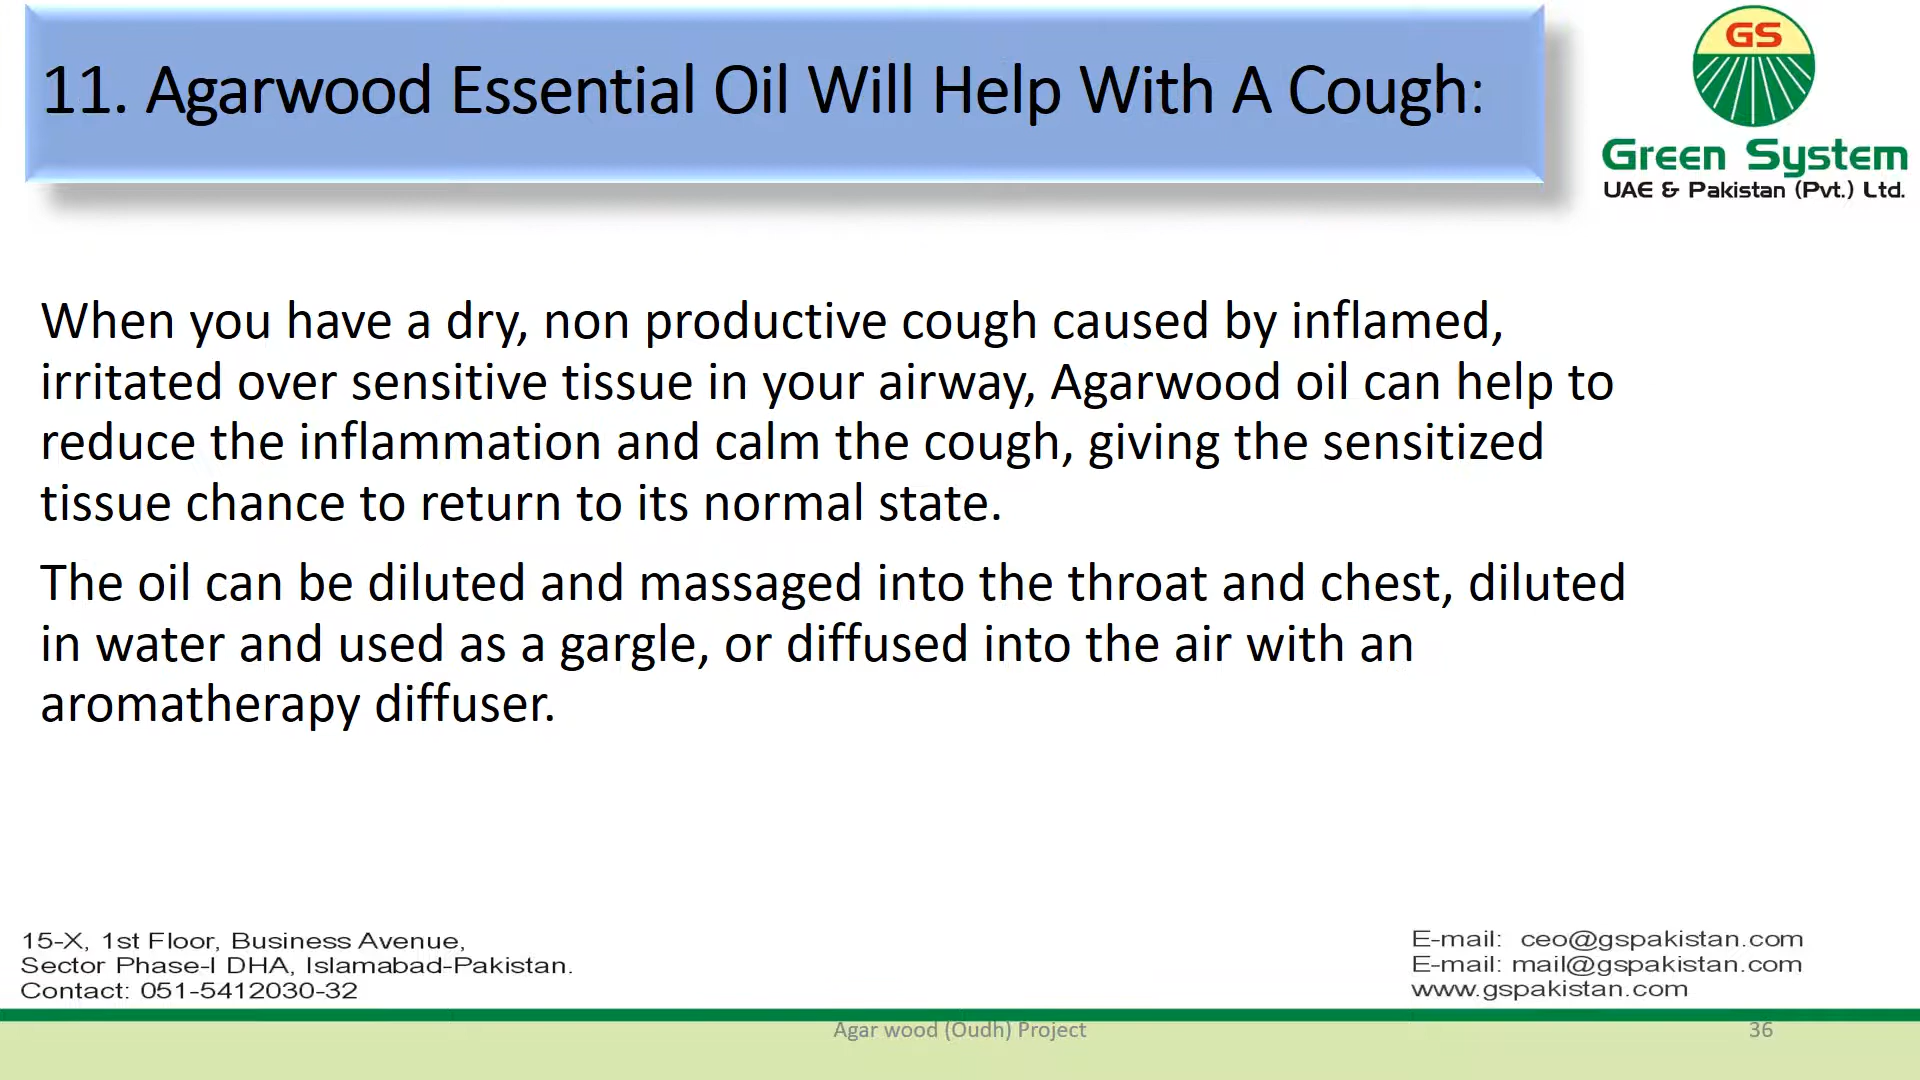 11. Agarwood Essential Oil Will Help With A Cough:
GS
Green System
UAE & Pakistan (Pvt.) Ltd.
When you have a dry, non productive cough caused by inflamed,
irritated over sensitive tissue in your airway, Agarwood oil can help to
reduce the inflammation and calm the cough, giving the sensitized
tissue chance to return to its normal state.
The oil can be diluted and massaged into the throat and chest, diluted
in water and used as a gargle, or diffused into the air with an
aromatherapy diffuser.
15-X, 1st Floor, Business Avenue,
Sector Phase-I DHA, Islamabad-Pakistan.
Contact: 051-5412030-32
E-mail: ceo@gspakistan.com
E-mail: mail@gspakistan.com
www.gspakistan.com
Agar wood (Oudh) Project
36